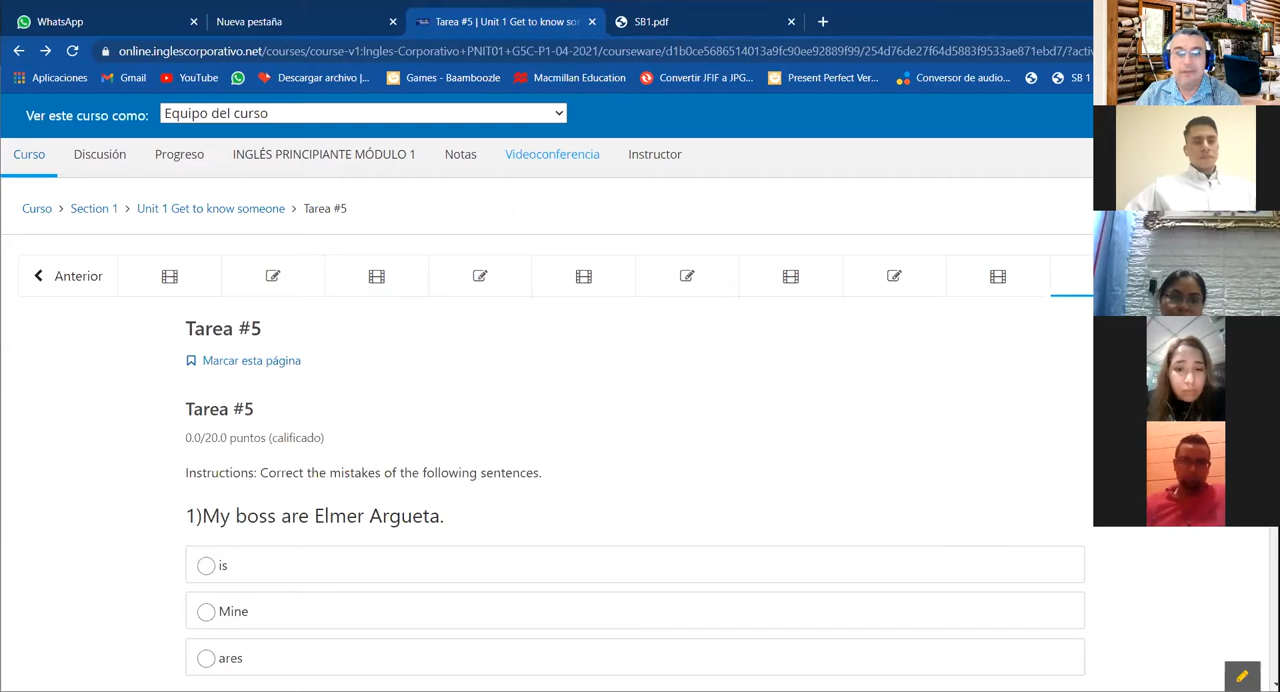 WhatsApp
Nueva pestaña
Tarea #5 | Unit 1 Get to know so
SB1.pdf
online.inglescorporativo.net/courses/course-v1:ingles-Corporativo+PNIT01+G5C-P1-04-2021/courseware/d1b0ce5686514013a9fc90ee92889f99/254f876de27f64d5883f9533ae871ebd7/?acti
Aplicaciones
Gmail
YouTube
Descargar archivo |...
Games - Baamboozle
Macmillan Education
Convertir JFIF a JPG...
Present Perfect Ver...
Conversor de audio...
SB 1
Ver este curso como:
Equipo del curso
Curso
Discusión
Progreso
INGLÉS PRINCIPIANTE MÓDULO 1
Notas
Videoconferencia
Instructor
Curso > Section 1 > Unit 1 Get to know someone > Tarea #5
Anterior
Tarea #5
Marcar esta página
Tarea #5
0.0/20.0 puntos (calificado)
Instructions: Correct the mistakes of the following sentences.
1)My boss are Elmer Argueta.
is
Mine
ares